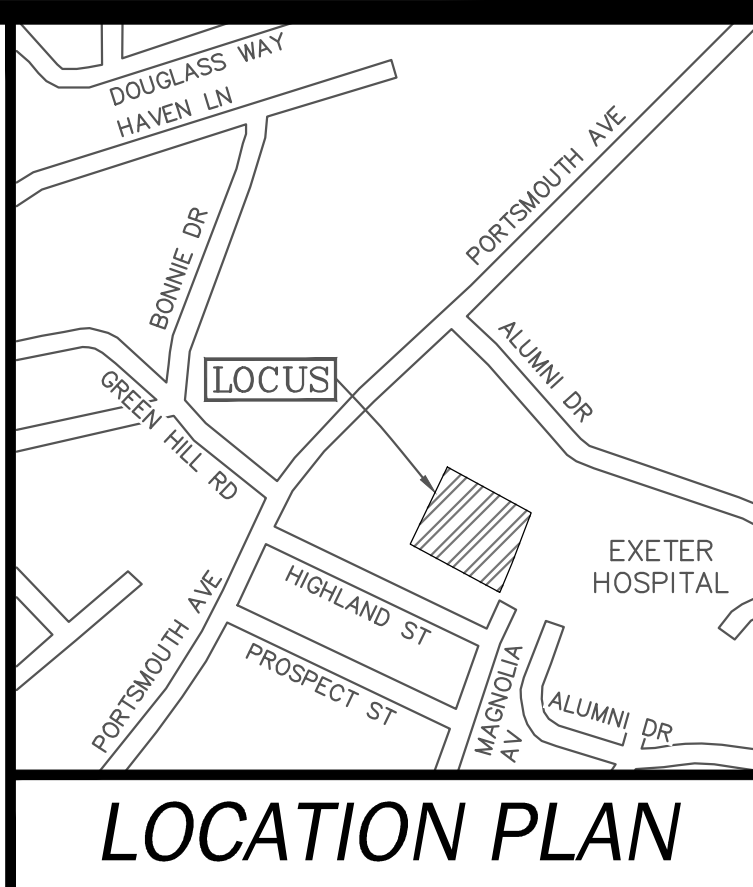 DOUGLASS WAY
HAVEN LN
PORTSMOUTH AVE
BONNIE DR
ALUMNI DR
LOCUS
GREEN HILL RD
EXETER
HOSPITAL
HIGHLAND ST
PORTSMOUTH AVE
PROSPECT ST
MAGNOLIA
AV
ALUMNI DR
LOCATION PLAN